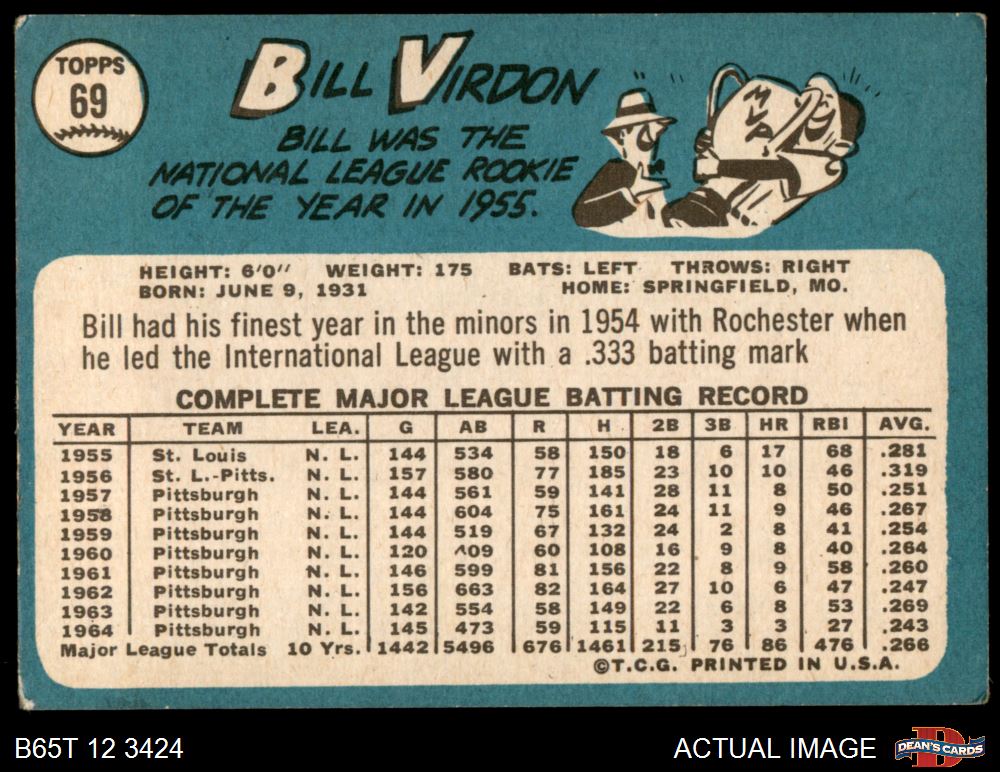 TOPPS
69
BILL VIRDON
BILL WAS THE
NATIONAL LEAGUE ROOKIE
OF THE YEAR IN 1955.
MVP
HEIGHT: 6'0" WEIGHT: 175 BATS: LEFT THROWS: RIGHT
BORN: JUNE 9, 1931 HOME: SPRINGFIELD, MO.
Bill had his finest year in the minors in 1954 with Rochester when
he led the International League with a .333 batting mark
COMPLETE MAJOR LEAGUE BATTING RECORD
YEAR TEAM LEA. G AB R H 2B 3B HR RBI AVG.
1955 St. Louis N. L. 144 534 58 150 18 6 17 68 .281
1956 St. L.-Pitts. N. L. 157 580 77 185 23 10 10 46 .319
1957 Pittsburgh N. L. 144 561 59 141 28 11 8 50 .251
1958 Pittsburgh N. L. 144 604 75 161 24 11 9 46 .267
1959 Pittsburgh N. L. 144 519 67 132 24 2 8 41 .254
1960 Pittsburgh N. L. 120 409 60 108 16 9 8 40 .264
1961 Pittsburgh N. L. 146 599 81 156 22 8 9 58 .260
1962 Pittsburgh N. L. 156 663 82 164 27 10 6 47 .247
1963 Pittsburgh N. L. 142 554 58 149 22 6 8 53 .269
1964 Pittsburgh N. L. 145 473 59 115 11 3 3 27 .243
Major League Totals 10 Yrs. 1442 5496 676 1461 215 76 86 476 .266
©T.C.G. PRINTED IN U.S.A.
B65T 12 3424 ACTUAL IMAGE DEAN'S CARDS